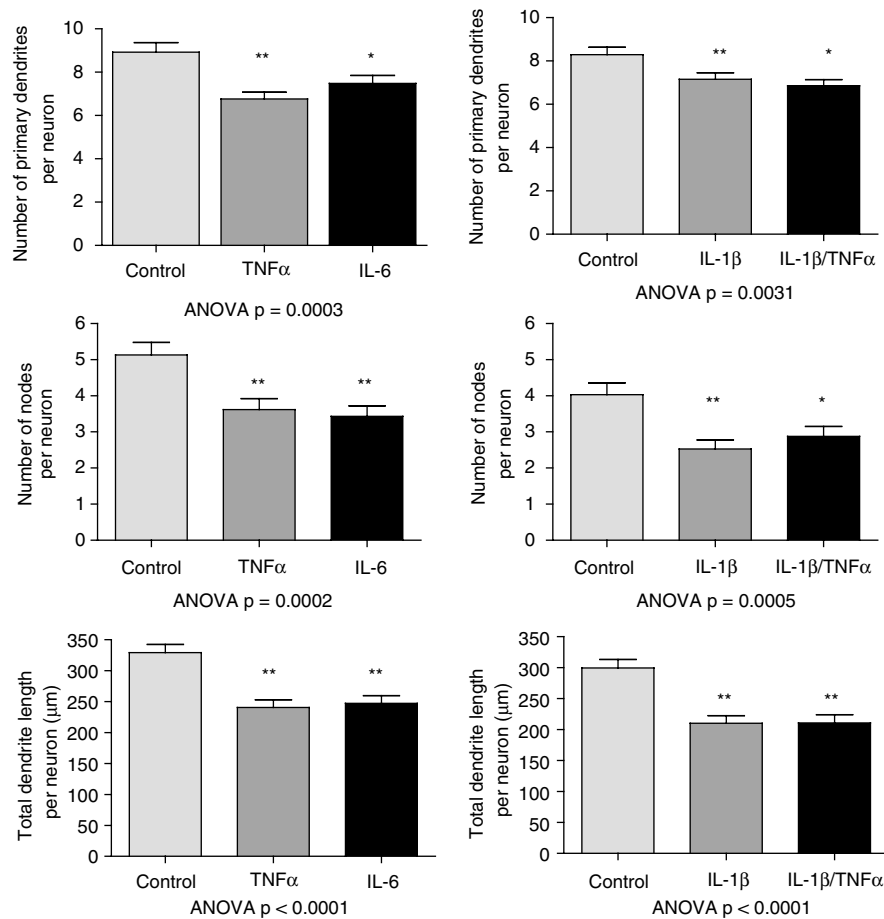 Number of primary dendrites
per neuron
10
8
6
4
2
0
**
*
Control
TNFα
IL-6
ANOVA p = 0.0003
Number of primary dendrites
per neuron
10
8
6
4
2
0
**
*
Control
IL-1β
IL-1β/TNFα
ANOVA p = 0.0031
Number of nodes
per neuron
6
5
4
3
2
1
0
**
**
Control
TNFα
IL-6
ANOVA p = 0.0002
Number of nodes
per neuron
6
5
4
3
2
1
0
**
*
Control
IL-1β
IL-1β/TNFα
ANOVA p = 0.0005
Total dendrite length
per neuron (μm)
350
300
250
200
150
100
50
0
**
**
Control
TNFα
IL-6
ANOVA p < 0.0001
Total dendrite length
per neuron (μm)
350
300
250
200
150
100
50
0
**
**
Control
IL-1β
IL-1β/TNFα
ANOVA p < 0.0001